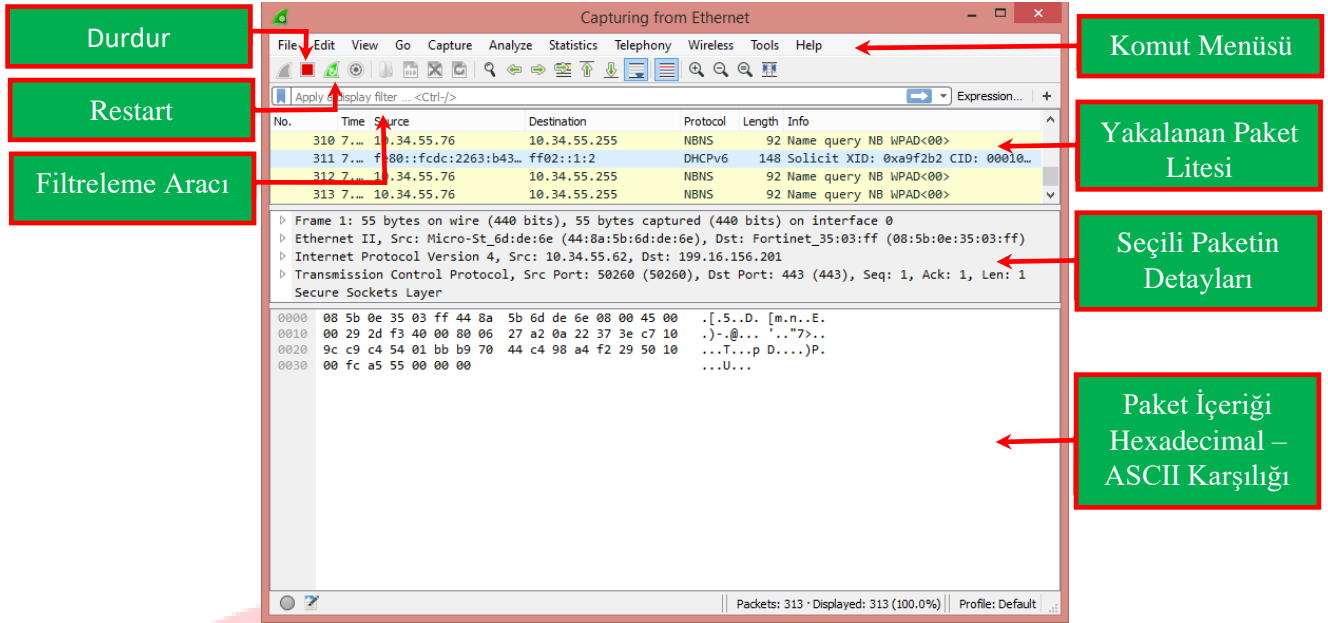 Durdur
Restart
Filtreleme Aracı
Capturing from Ethernet
File Edit View Go Capture Analyze Statistics Telephony Wireless Tools Help
Apply a display filter ... <Ctrl-/> Expression... +
No. Time Source Destination Protocol Length Info
310 7.... 10.34.55.76 10.34.55.255 NBNS 92 Name query NB WPAD<00>
311 7.... fe80::fcdc:2263:b43... ff02::1:2 DHCPv6 148 Solicit XID: 0xa9f2b2 CID: 00010...
312 7.... 10.34.55.76 10.34.55.255 NBNS 92 Name query NB WPAD<00>
313 7.... 10.34.55.76 10.34.55.255 NBNS 92 Name query NB WPAD<00>
Frame 1: 55 bytes on wire (440 bits), 55 bytes captured (440 bits) on interface 0
Ethernet II, Src: Micro-St_6d:de:6e (44:8a:5b:6d:de:6e), Dst: Fortinet_35:03:ff (08:5b:0e:35:03:ff)
Internet Protocol Version 4, Src: 10.34.55.62, Dst: 199.16.156.201
Transmission Control Protocol, Src Port: 50260 (50260), Dst Port: 443 (443), Seq: 1, Ack: 1, Len: 1
Secure Sockets Layer
0000 08 5b 0e 35 03 ff 44 8a 5b 6d de 6e 08 00 45 00 .[.5..D. [m.n..E.
0010 00 29 2d f3 40 00 80 06 27 a2 0a 22 37 3e c7 10 .)-.@... '.."7>..
0020 9c c9 c4 54 01 bb b9 70 44 c4 98 a4 f2 29 50 10 ...T...p D....)P.
0030 00 fc a5 55 00 00 00 ...U...
Packets: 313 · Displayed: 313 (100.0%) Profile: Default
Komut Menüsü
Yakalanan Paket
Litesi
Seçili Paketin
Detayları
Paket İçeriği
Hexadecimal –
ASCII Karşılığı